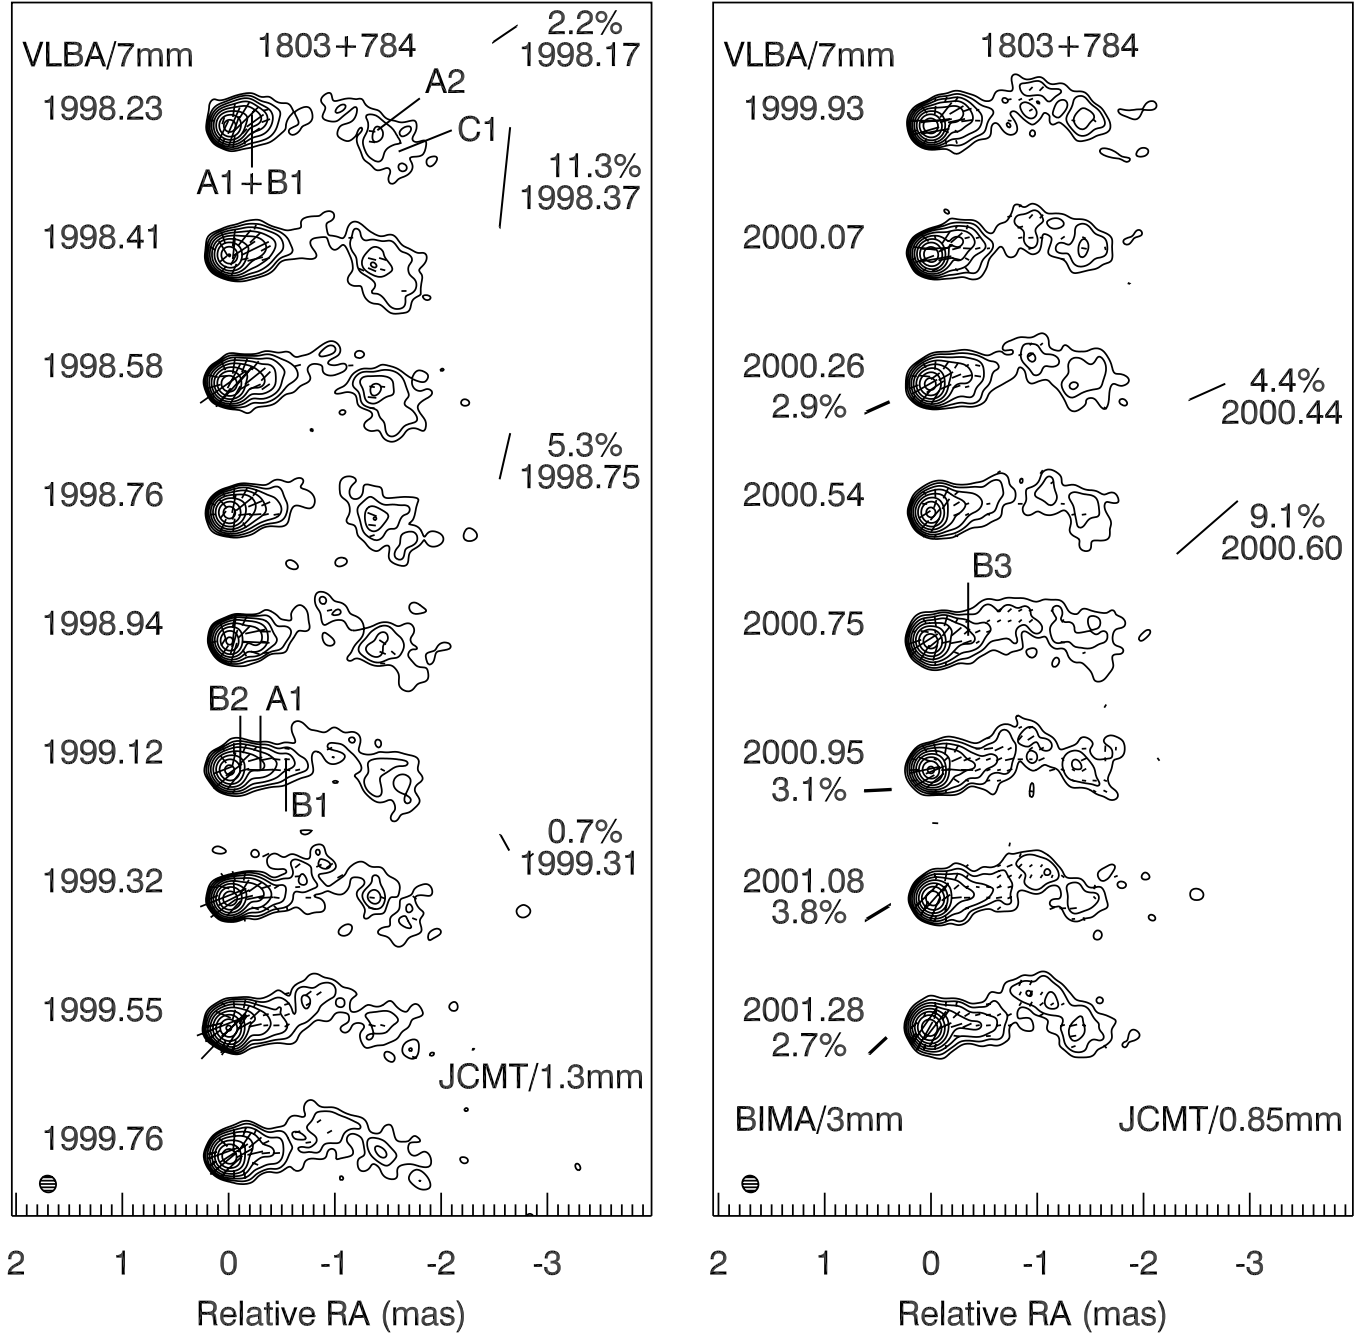 VLBA/7mm 1803+784 2.2%
1998.17
1998.23 A2
C1
A1+B1 11.3%
1998.37
1998.41
1998.58
5.3%
1998.75
1998.76
1998.94
B2 A1
1999.12
B1
0.7%
1999.31
1999.32
1999.55
JCMT/1.3mm
1999.76
2 1 0 -1 -2 -3
Relative RA (mas)
VLBA/7mm 1803+784
1999.93
2000.07
2000.26
2.9%
4.4%
2000.44
2000.54
9.1%
2000.60
B3
2000.75
2000.95
3.1%
2001.08
3.8%
2001.28
2.7%
BIMA/3mm JCMT/0.85mm
2 1 0 -1 -2 -3
Relative RA (mas)